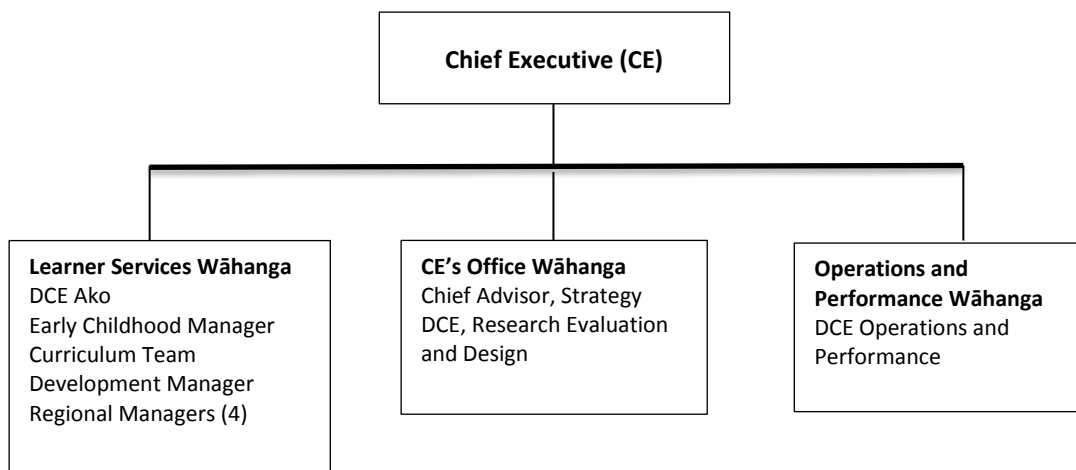 Chief Executive (CE)
Learner Services Wāhanga
DCE Ako
Early Childhood Manager
Curriculum Team
Development Manager
Regional Managers (4)
CE’s Office Wāhanga
Chief Advisor, Strategy
DCE, Research Evaluation
and Design
Operations and
Performance Wāhanga
DCE Operations and
Performance